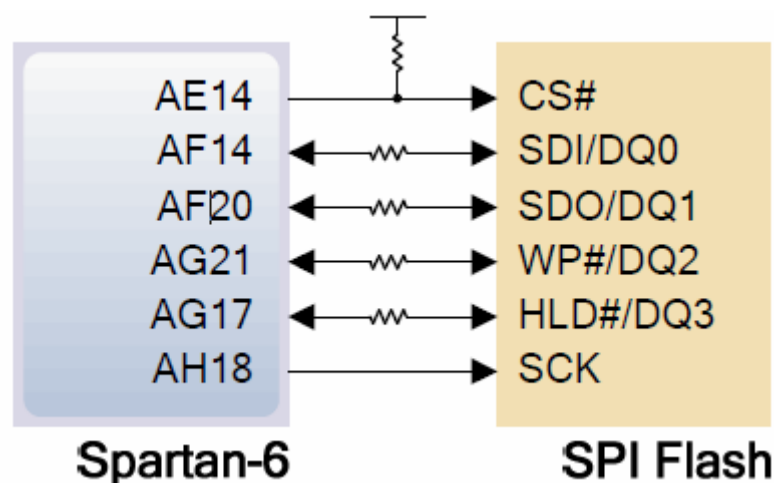 AE14 CS#
AF14 SDI/DQ0
AF20 SDO/DQ1
AG21 WP#/DQ2
AG17 HLD#/DQ3
AH18 SCK
Spartan-6 SPI Flash